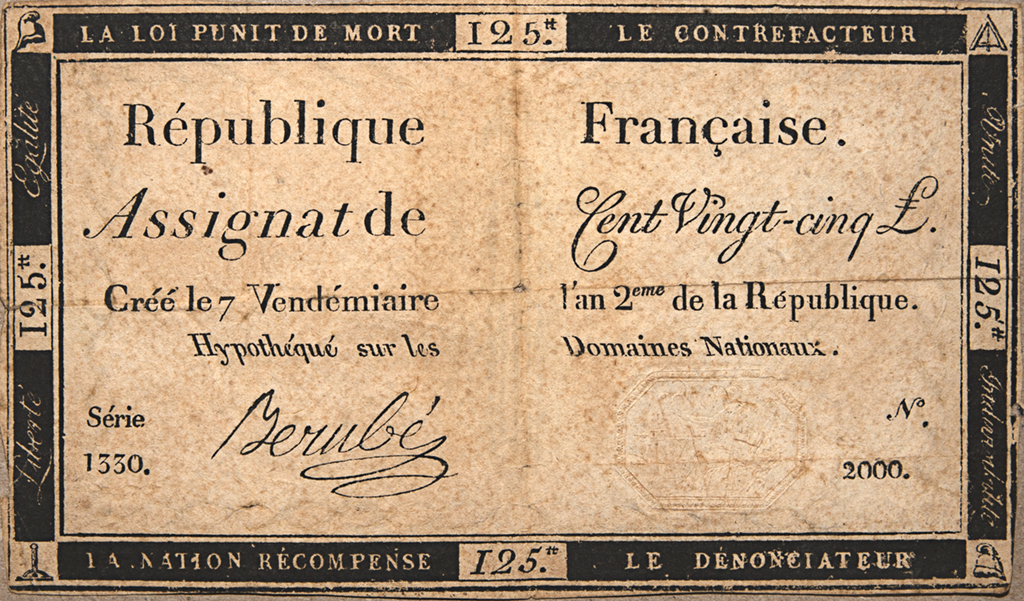 LA LOI PUNIT DE MORT 125.₶ LE CONTREFACTEUR
Égalité
Unité
République Française.
Assignat de Cent Vingt-cinq ₤.
125.₶
125.₶
Créé le 7 Vendémiaire l'an 2eme de la République.
Hypothéqué sur les Domaines Nationaux.
Liberté
Indivisibilité
Série Berubé No.
1330. 2000.
LA NATION RÉCOMPENSE 125.₶ LE DÉNONCIATEUR